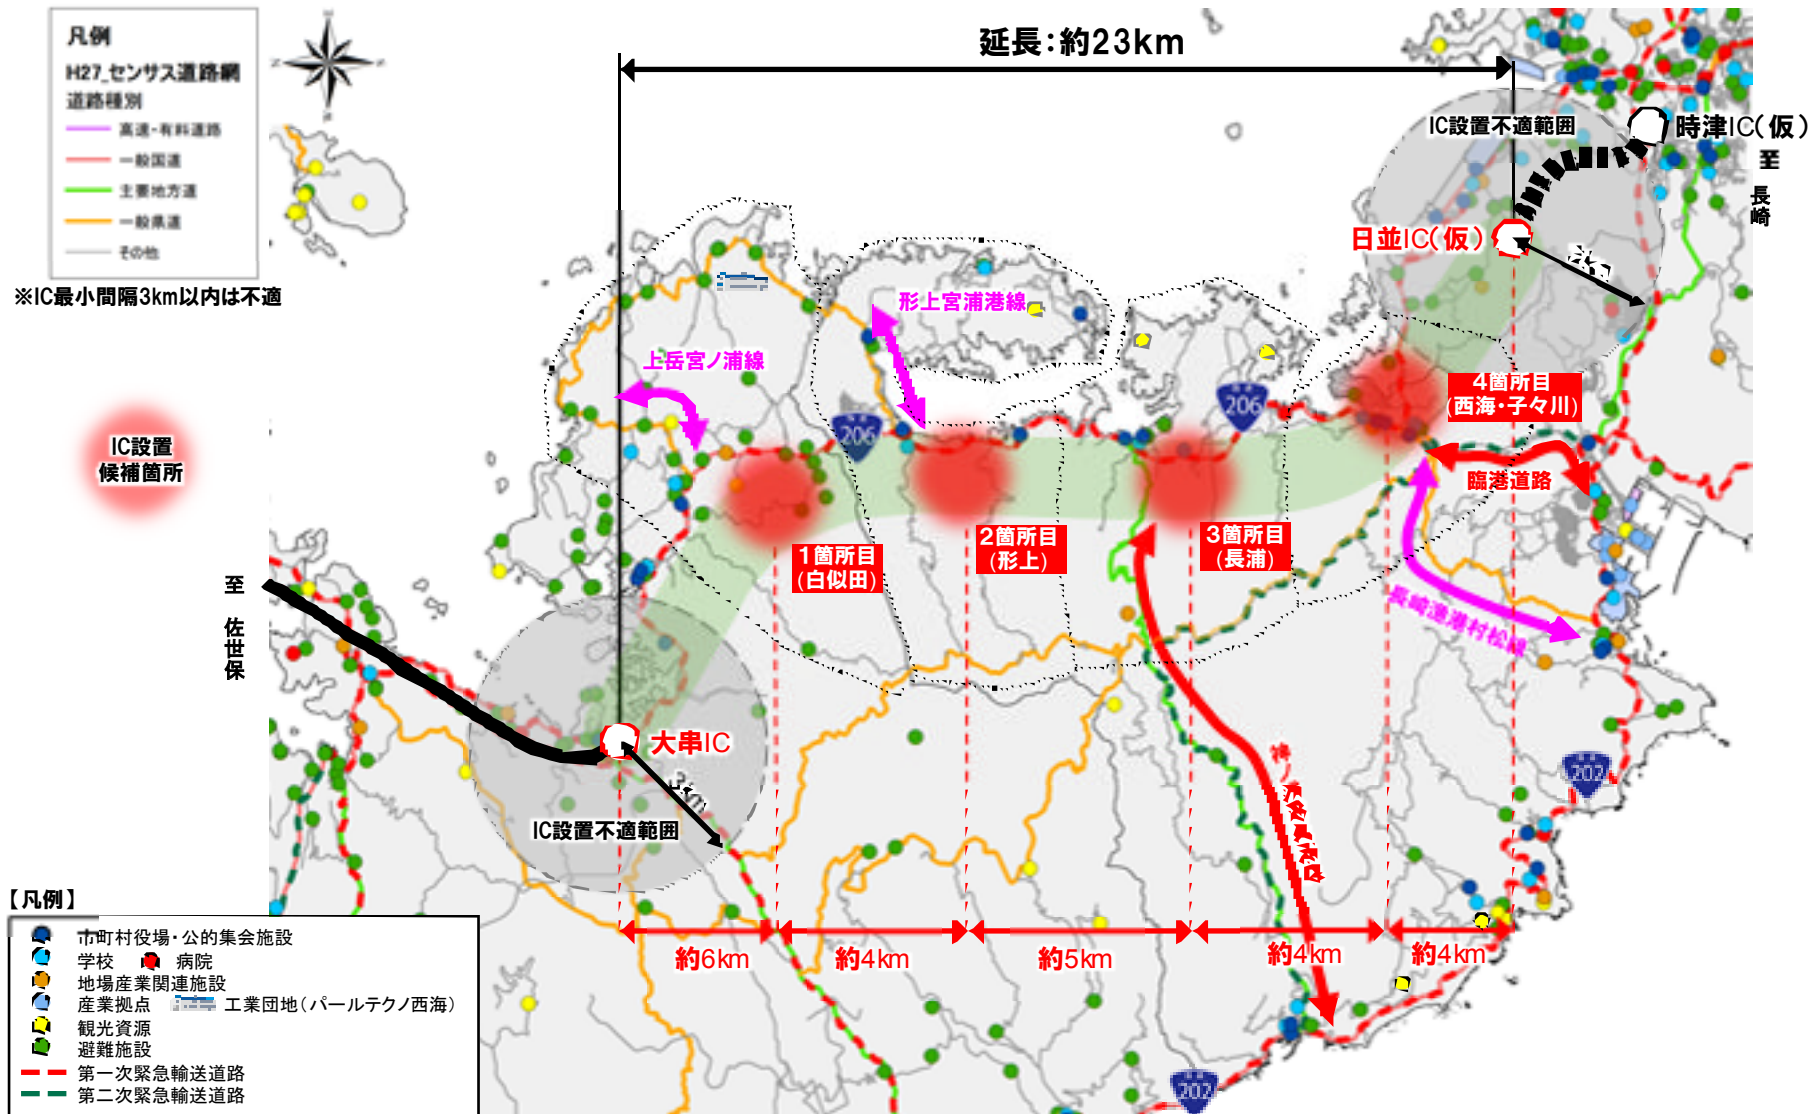 凡例
H27_センサス道路網
道路種別
高速・有料道路
一般国道
主要地方道
一般県道
その他
※IC最小間隔3km以内は不適
延長：約23km
IC設置不適範囲
時津IC(仮)
至
長崎
日並IC(仮)
形上宮浦港線
上岳宮ノ浦線
206
206
4箇所目
(西海・子々川)
臨港道路
IC設置
候補箇所
1箇所目
(白似田)
2箇所目
(形上)
3箇所目
(長浦)
長崎漁港村松線
至
佐世保
大串IC
3km
IC設置不適範囲
202
202
約6km
約4km
約5km
約4km
約4km
【凡例】
市町村役場・公的集会施設
学校 病院
地場産業関連施設
産業拠点 工業団地(パールテクノ西海)
観光資源
避難施設
第一次緊急輸送道路
第二次緊急輸送道路